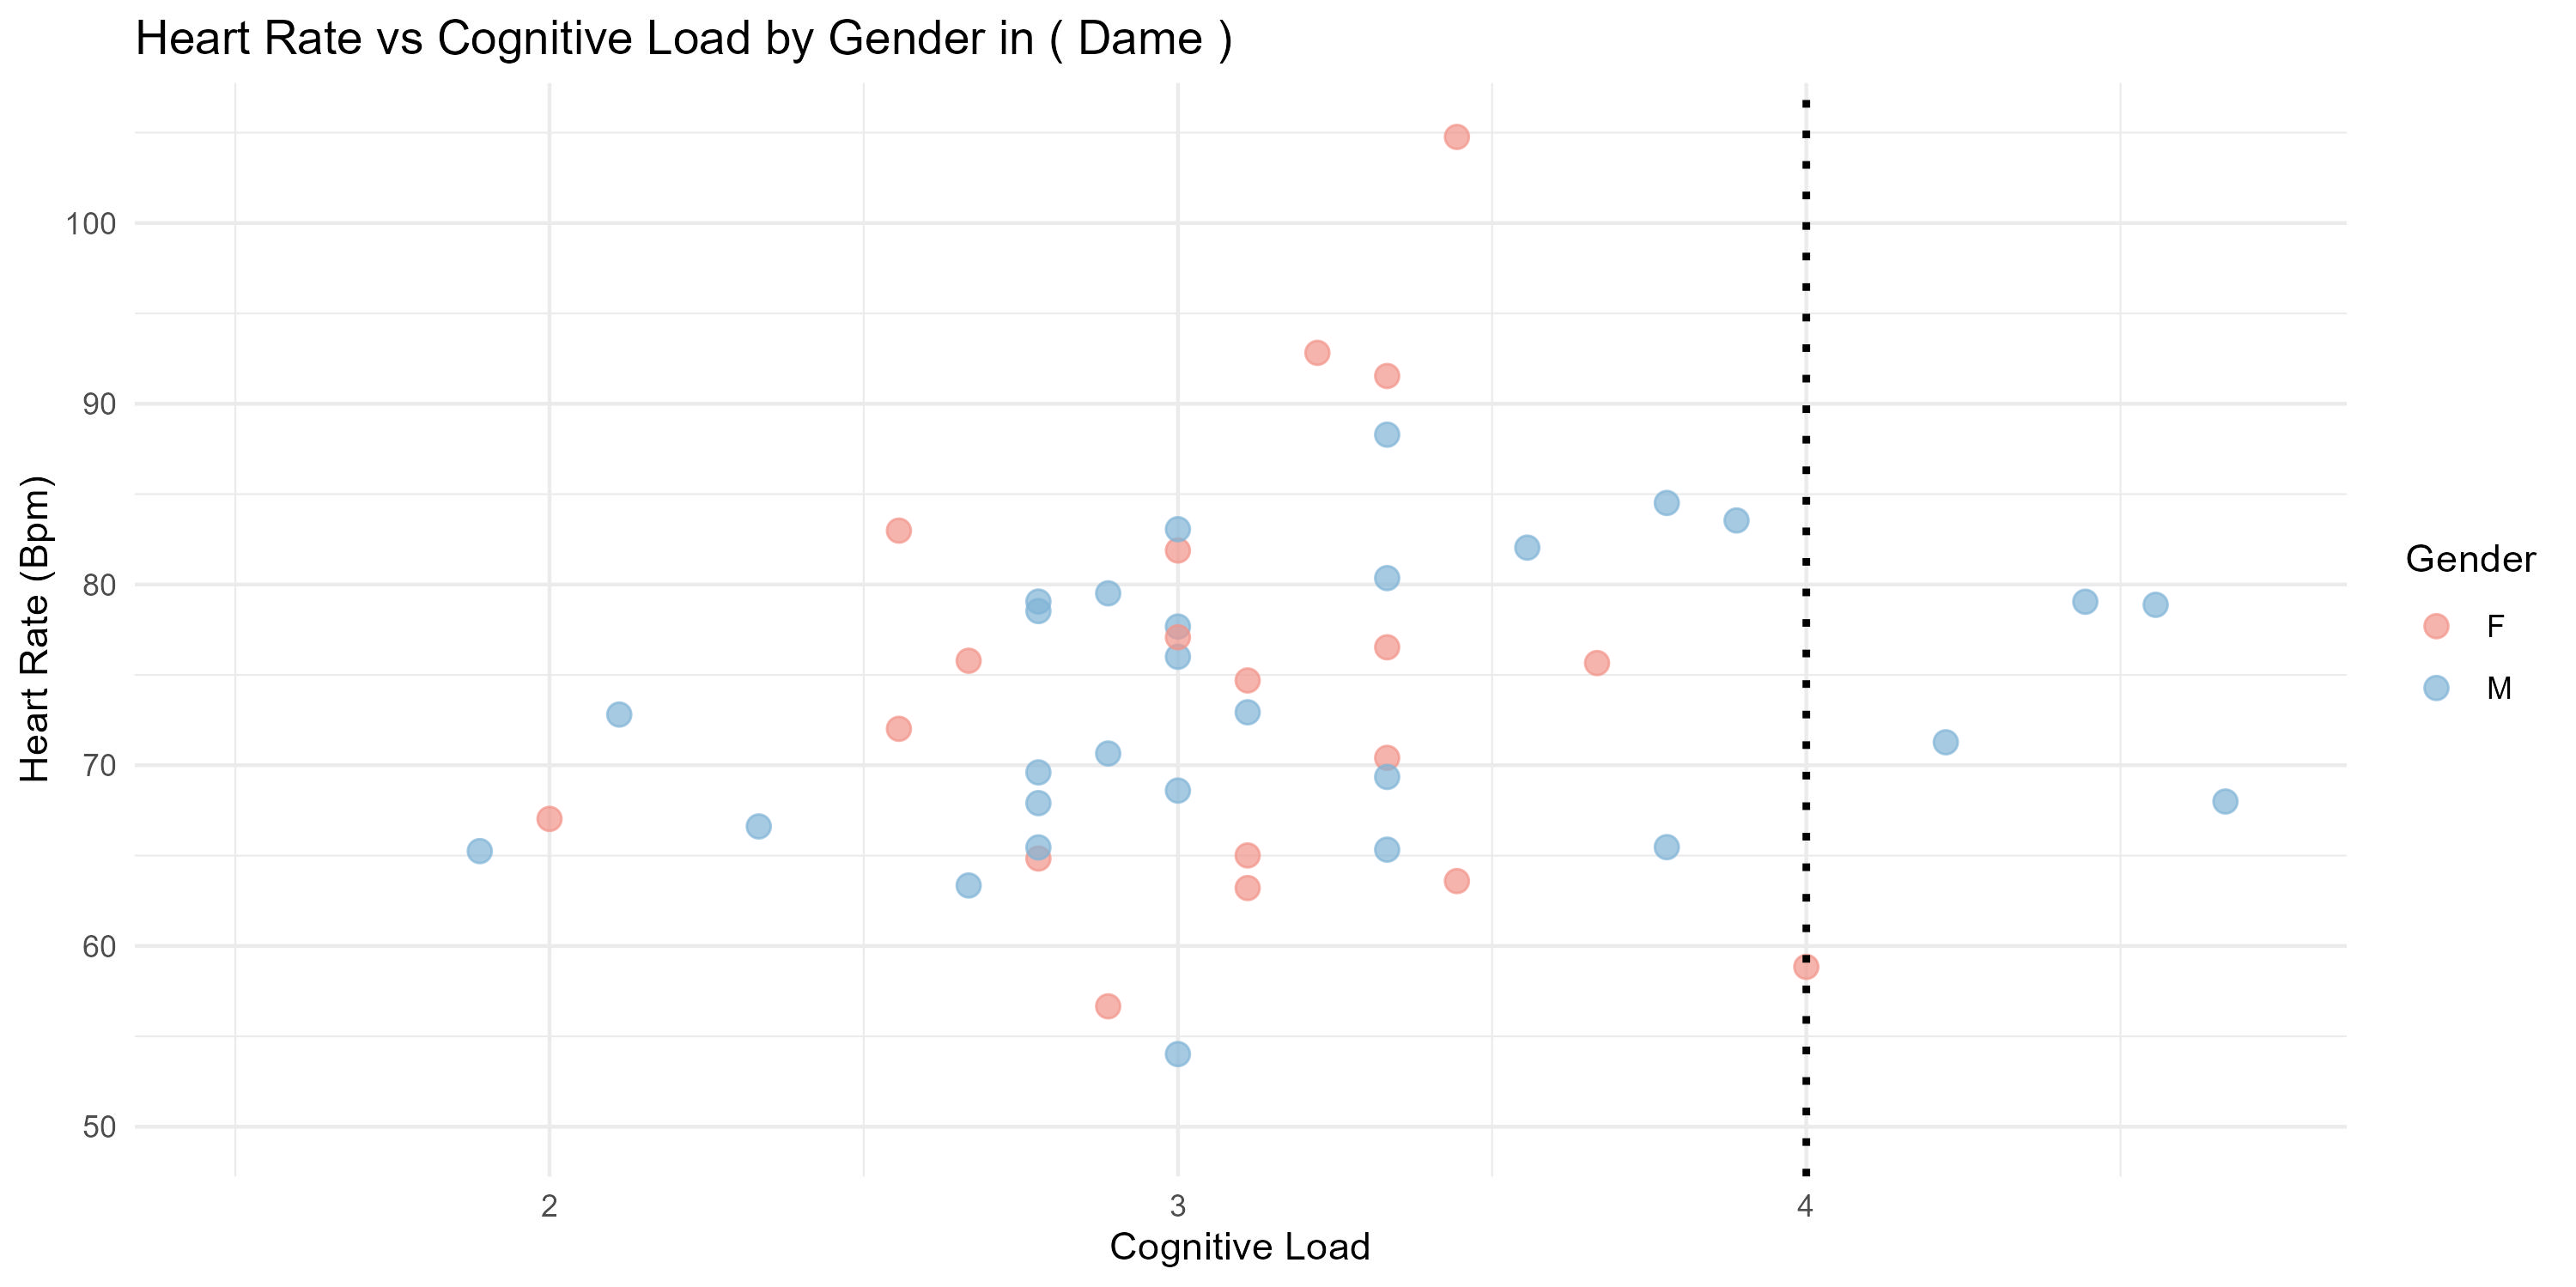 Heart Rate vs Cognitive Load by Gender in ( Dame )
Heart Rate (Bpm)
100
90
80
70
60
50
2
3
4
Cognitive Load
Gender
F
M